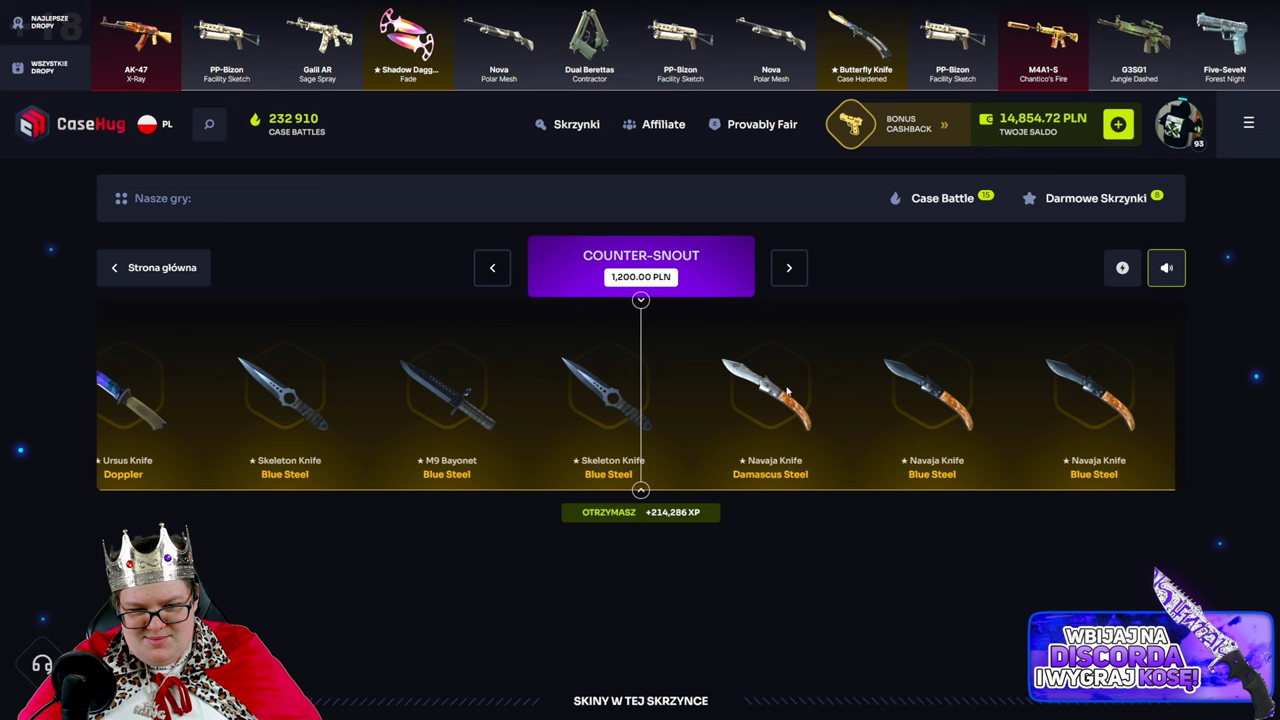 NAJLEPSZE
DROPY
WSZYSTKIE
DROPY
AK-47
X-Ray
PP-Bizon
Facility Sketch
Galil AR
Sage Spray
★ Shadow Dagg...
Fade
Nova
Polar Mesh
Dual Berettas
Contractor
PP-Bizon
Facility Sketch
Nova
Polar Mesh
★ Butterfly Knife
Case Hardened
PP-Bizon
Facility Sketch
M4A1-S
Chantico's Fire
G3SG1
Jungle Dashed
Five-SeveN
Forest Night
CaseHug
PL
232 910
CASE BATTLES
Skrzynki
Affiliate
Provably Fair
BONUS
CASHBACK
14,854.72 PLN
TWOJE SALDO
93
Nasze gry:
Case Battle 15
Darmowe Skrzynki 8
Strona główna
COUNTER-SNOUT
1,200.00 PLN
★ Ursus Knife
Doppler
★ Skeleton Knife
Blue Steel
★ M9 Bayonet
Blue Steel
★ Skeleton Knife
Blue Steel
★ Navaja Knife
Damascus Steel
★ Navaja Knife
Blue Steel
★ Navaja Knife
Blue Steel
OTRZYMASZ +214,286 XP
WBIJAJ NA
DISCORDA
I WYGRAJ KOSĘ!
SKINY W TEJ SKRZYNCE